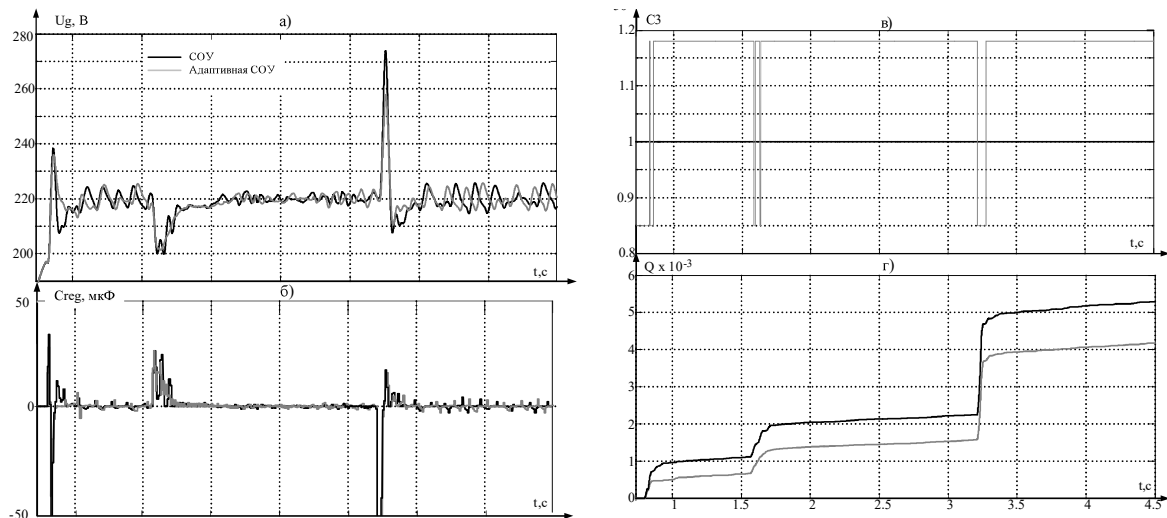 Ug, В
а)
280
260
240
220
200
СОУ
Адаптивная СОУ
t,с
Creg, мкФ
б)
50
0
-50
t,с
С3
в)
1.2
1.1
1
0.9
0.8
t,с
Q x 10-3
г)
6
5
4
3
2
1
0
1
1.5
2
2.5
3
3.5
4
4.5
t,с